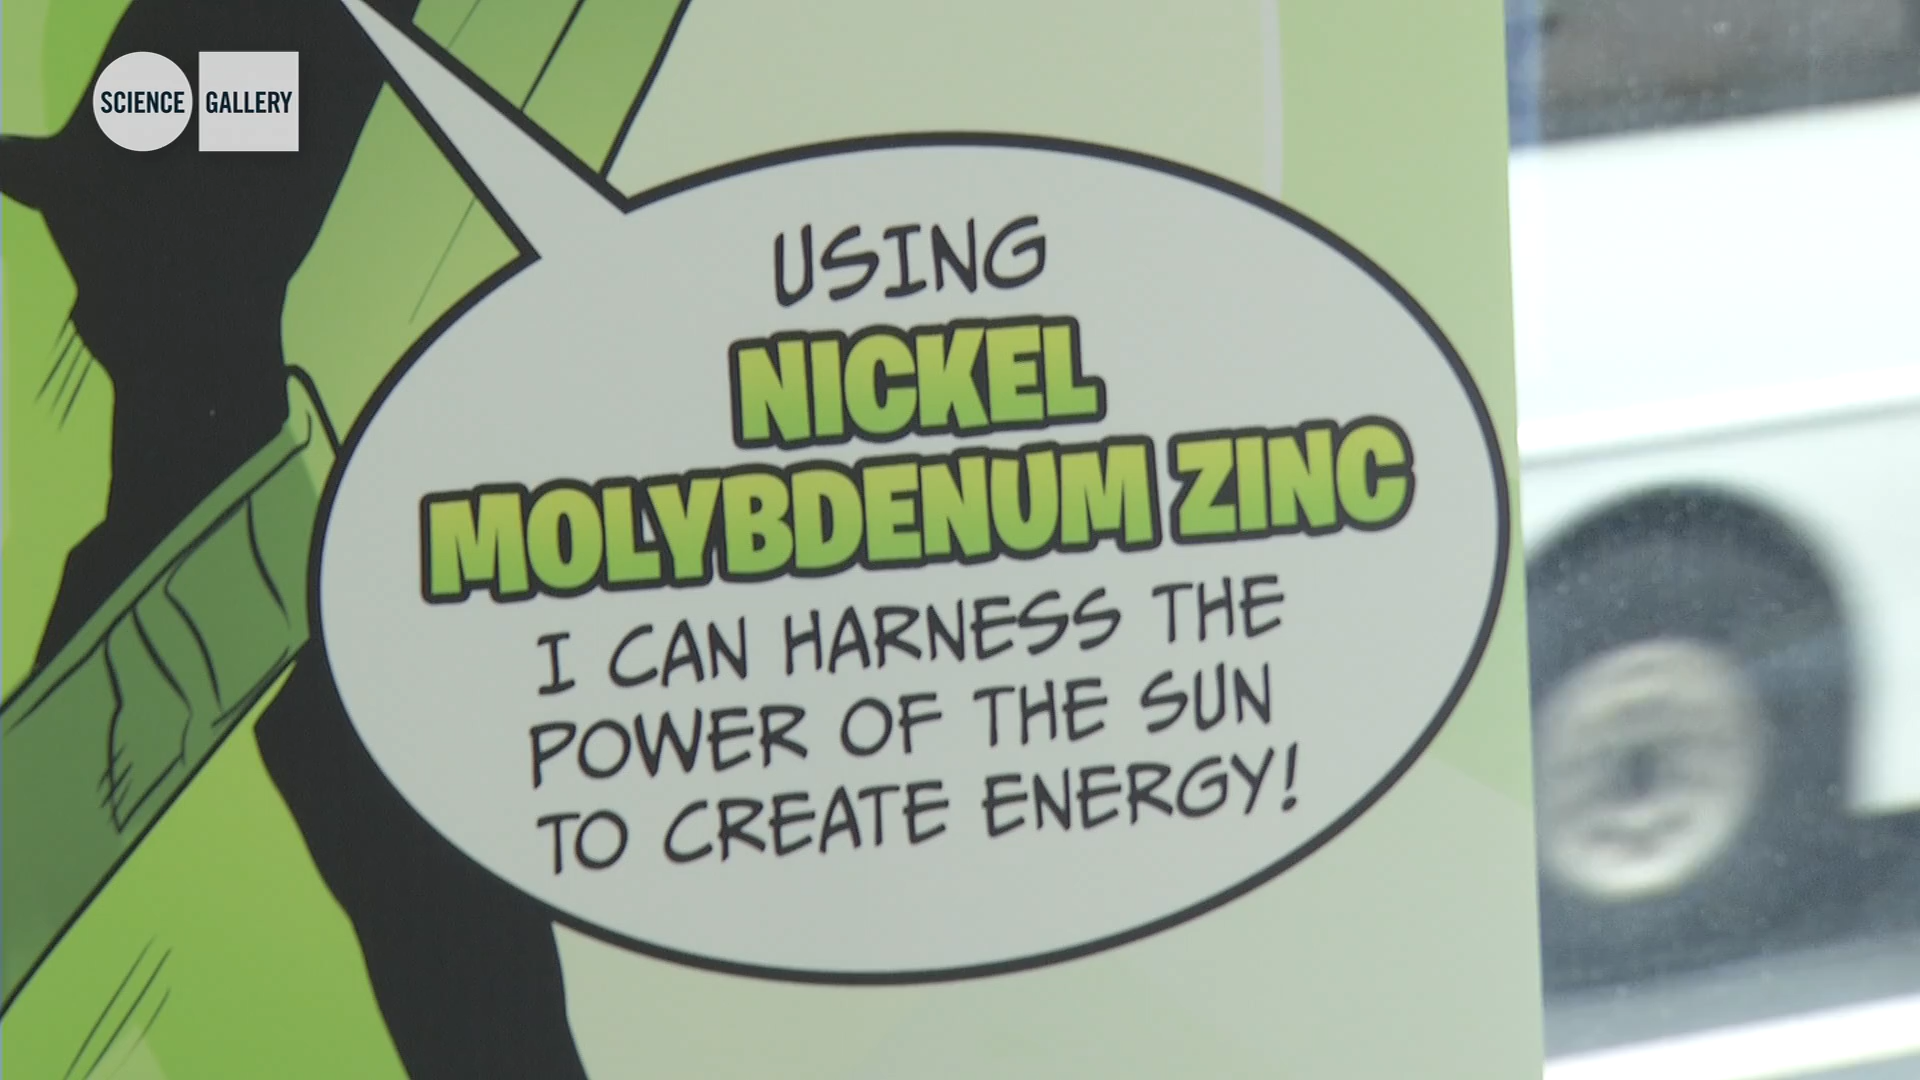 SCIENCE GALLERY
USING
NICKEL
MOLYBDENUM ZINC
I CAN HARNESS THE
POWER OF THE SUN
TO CREATE ENERGY!